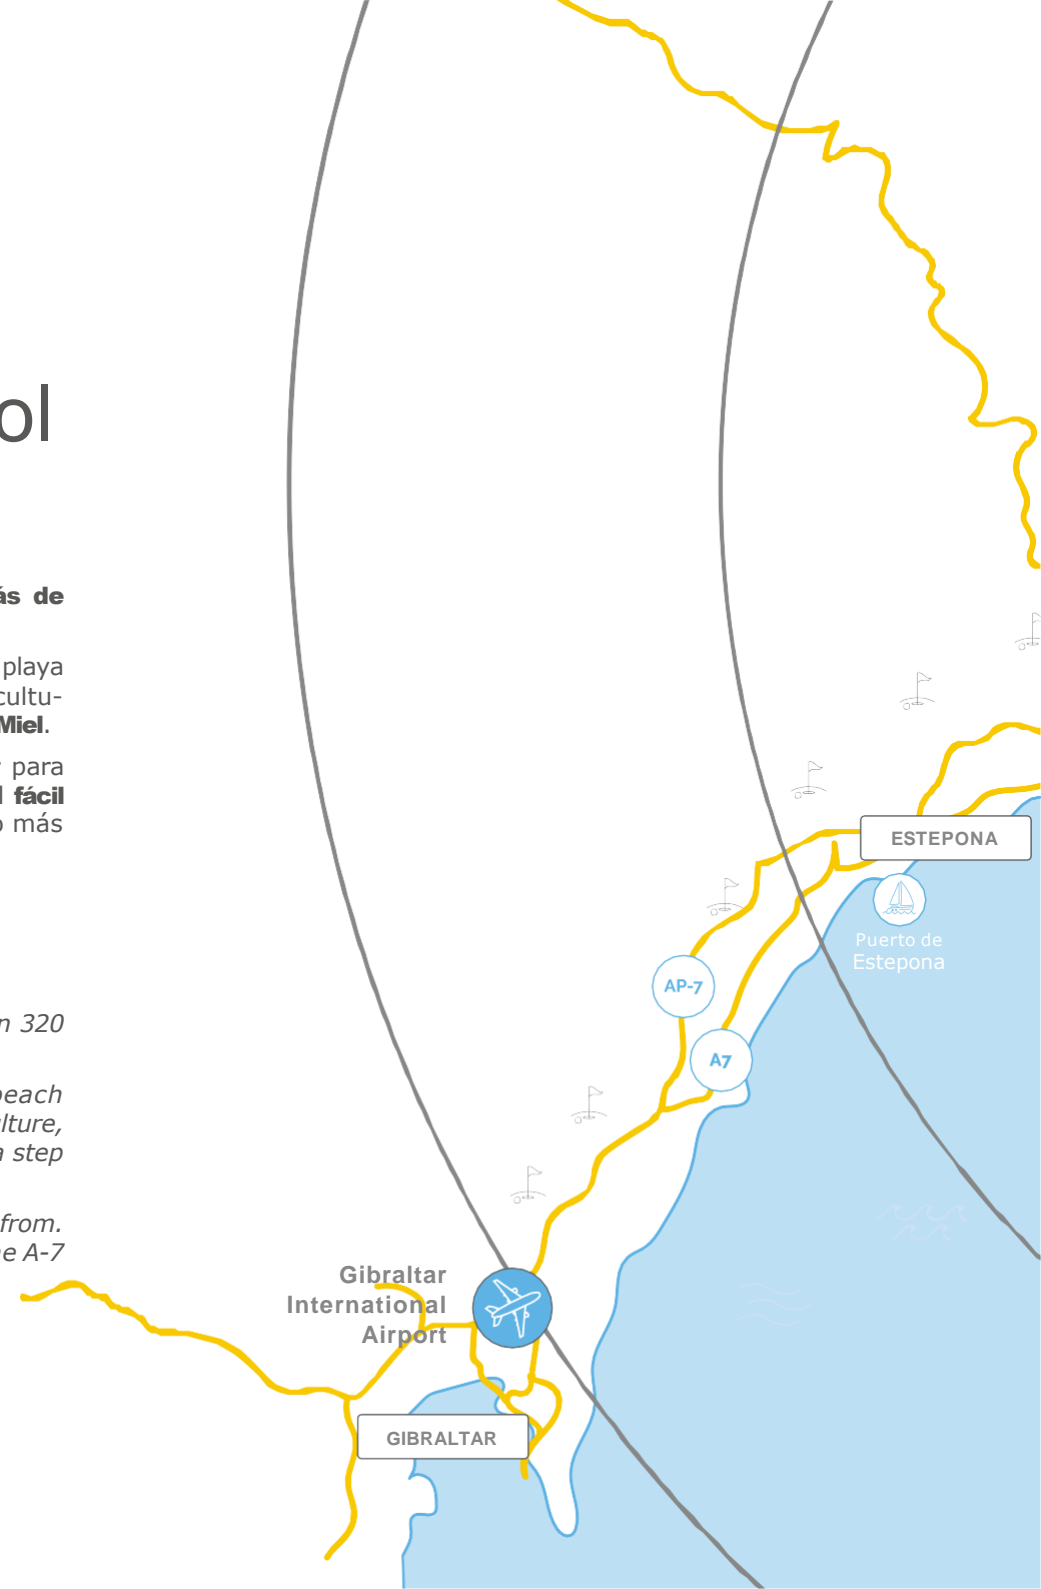 ol
ás de
playa
cultu-
Miel.
para
fácil
más
n 320
beach
lture,
a step
from.
e A-7
ESTEPONA
Puerto de
Estepona
AP-7
A7
Gibraltar
International
Airport
GIBRALTAR